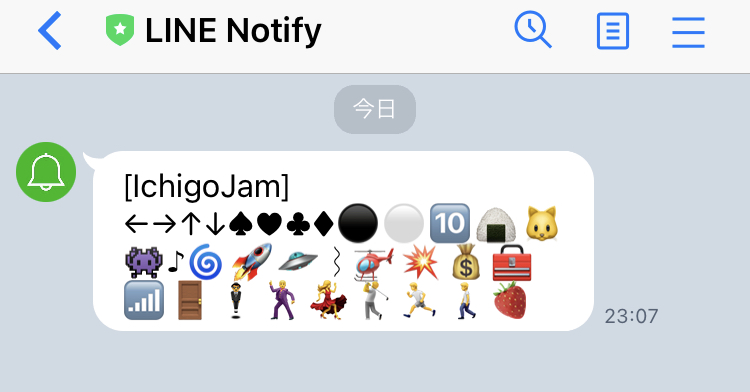 LINE Notify
今日
[IchigoJam]
←→↑↓♠♥♣♦⚫⚪🔟🍙🐱
👾♪🌀🚀🛸⌇🚁💥💰🧰
📶🚪🕴🕺💃🏌🏃🚶🍓
23:07